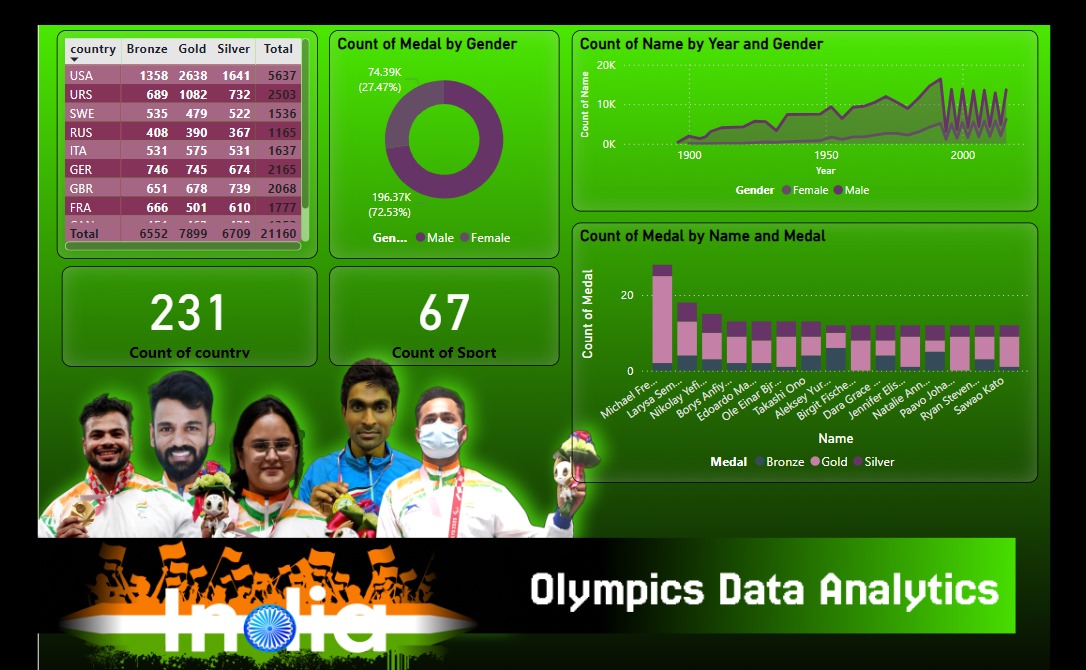 country Bronze Gold Silver Total
USA 1358 2638 1641 5637
URS 689 1082 732 2503
SWE 535 479 522 1536
RUS 408 390 367 1165
ITA 531 575 531 1637
GER 746 745 674 2165
GBR 651 678 739 2068
FRA 666 501 610 1777
Total 6552 7899 6709 21160
Count of Medal by Gender
74.39K
(27.47%)
196.37K
(72.53%)
Gen... Male Female
Count of Name by Year and Gender
Count of Name
20K
10K
0K
1900 1950 2000
Year
Gender Female Male
231
Count of country
67
Count of Sport
Count of Medal by Name and Medal
Count of Medal
20
0
Michael Fre...
Larysa Sem...
Nikolay Yefi...
Borys Anfiy...
Edoardo Ma...
Ole Einar Bjr...
Takashi Ono
Aleksey Yur...
Birgit Fische...
Dara Grace ...
Jennifer Elis...
Natalie Ann...
Paavo Joha...
Ryan Steven...
Sawao Kato
Name
Medal Bronze Gold Silver
India
Olympics Data Analytics